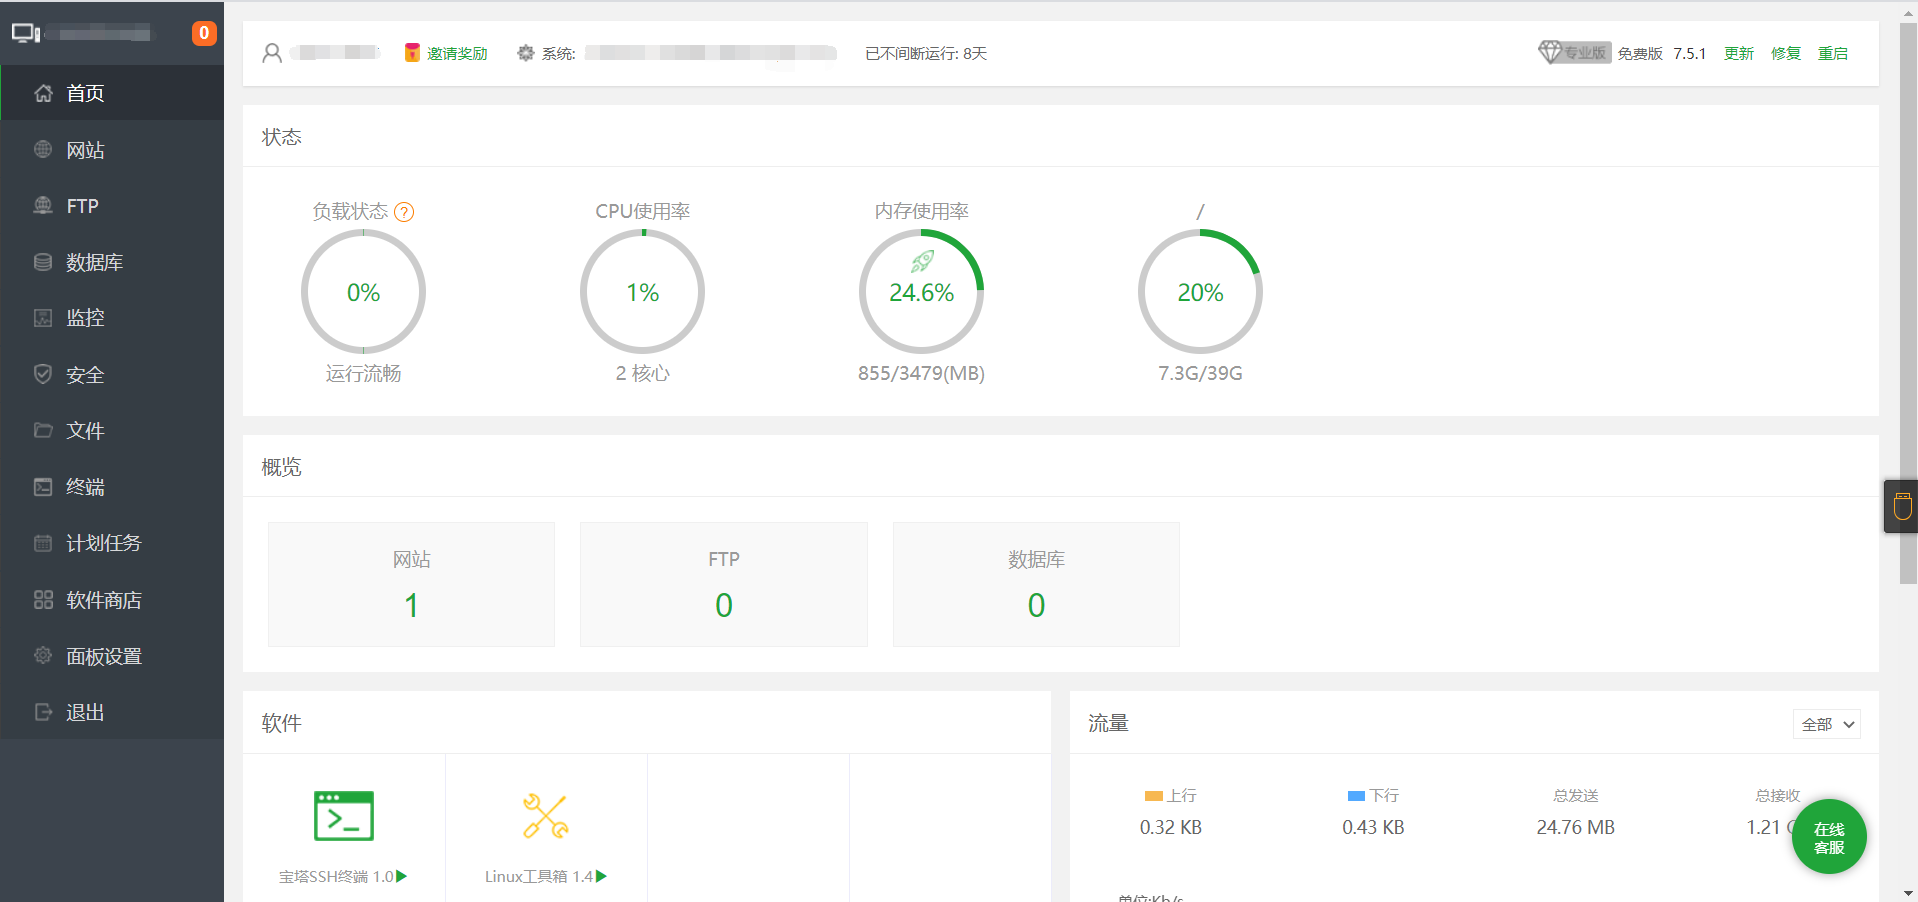 0
首页
网站
FTP
数据库
监控
安全
文件
终端
计划任务
软件商店
面板设置
退出
邀请奖励 系统: 已不间断运行: 8天 专业版 免费版 7.5.1 更新 修复 重启
状态
负载状态 ? CPU使用率 内存使用率 /
0% 1% 24.6% 20%
运行流畅 2 核心 855/3479(MB) 7.3G/39G
概览
网站 FTP 数据库
1 0 0
软件
宝塔SSH终端 1.0 Linux工具箱 1.4
流量 全部
上行 下行 总发送 总接收
0.32 KB 0.43 KB 24.76 MB 1.21
在线
客服
单位:Kb/s